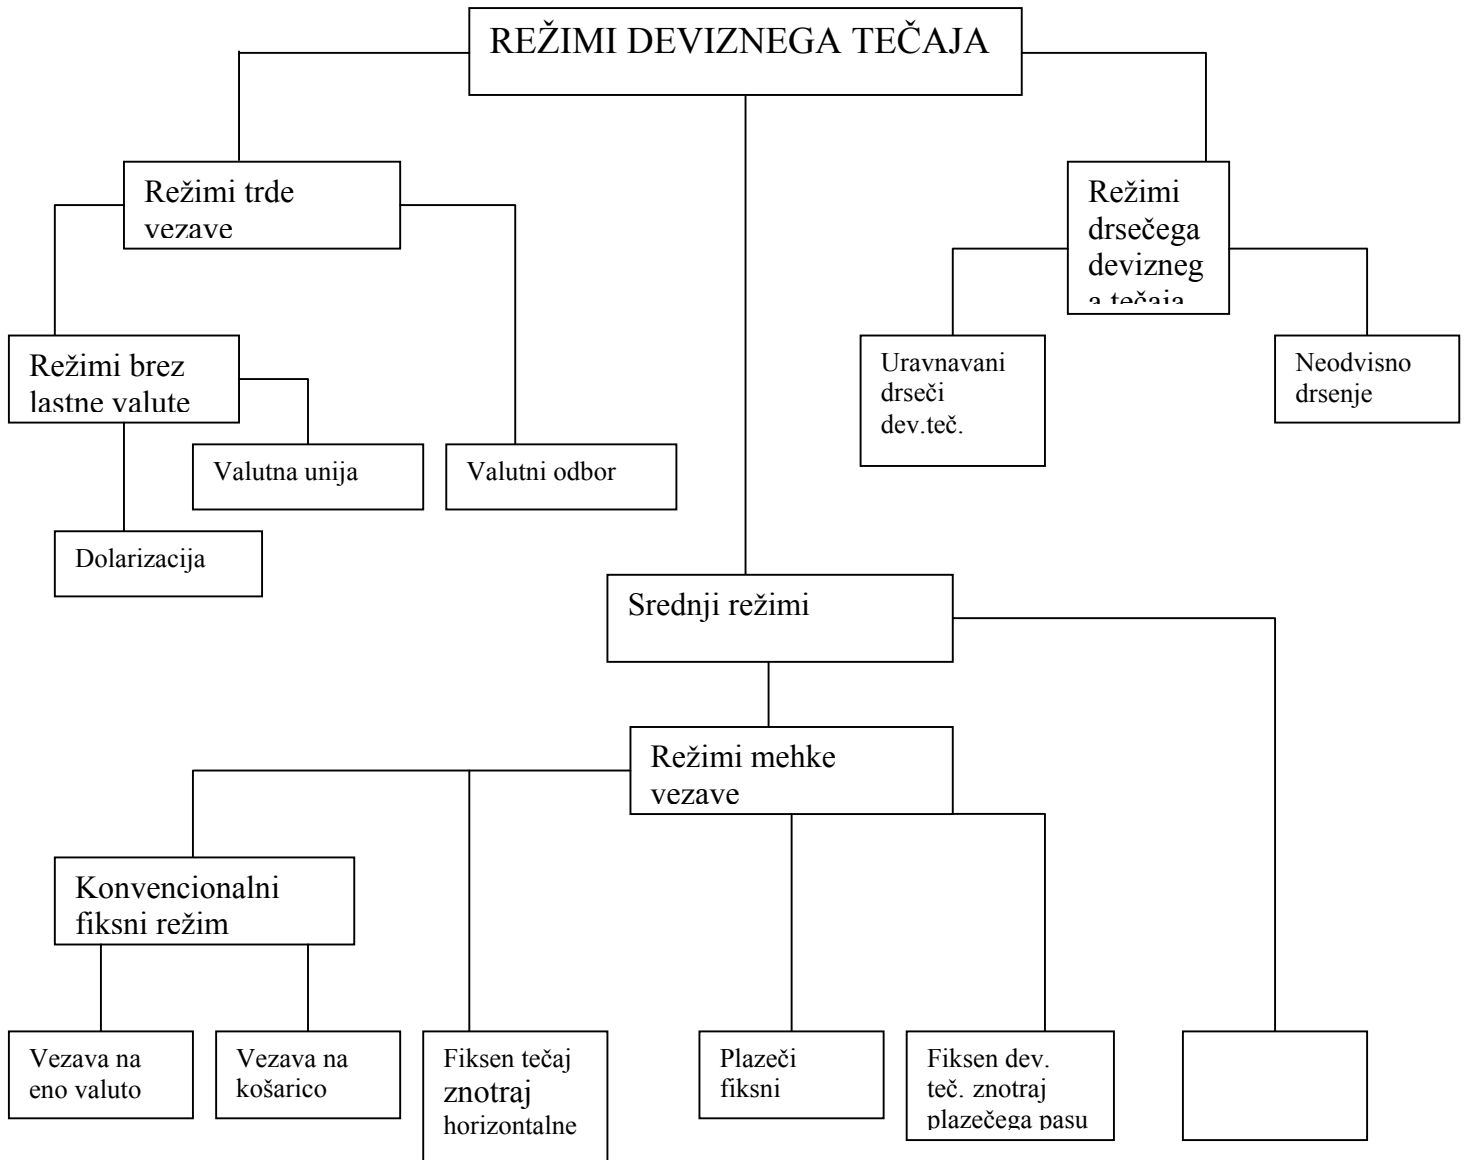 REŽIMI DEVIZNEGA TEČAJA
Režimi trde
vezave
Režimi
drsečega
devizneg
a tečaja
Režimi brez
lastne valute
Uravnavani
drseči
dev.teč.
Neodvisno
drsenje
Valutna unija
Valutni odbor
Dolarizacija
Srednji režimi
Režimi mehke
vezave
Konvencionalni
fiksni režim
Vezava na
eno valuto
Vezava na
košarico
Fiksen tečaj
znotraj
horizontalne
Plazeči
fiksni
Fiksen dev.
teč. znotraj
plazečega pasu